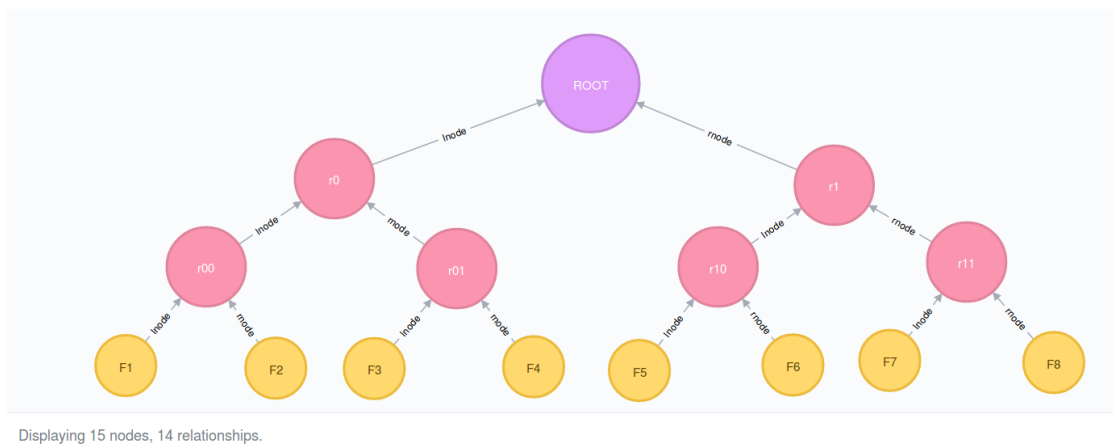 ROOT
lnode
rnode
r0
r1
lnode
rnode
lnode
rnode
r00
r01
r10
r11
lnode
rnode
lnode
rnode
lnode
rnode
lnode
rnode
F1
F2
F3
F4
F5
F6
F7
F8
Displaying 15 nodes, 14 relationships.